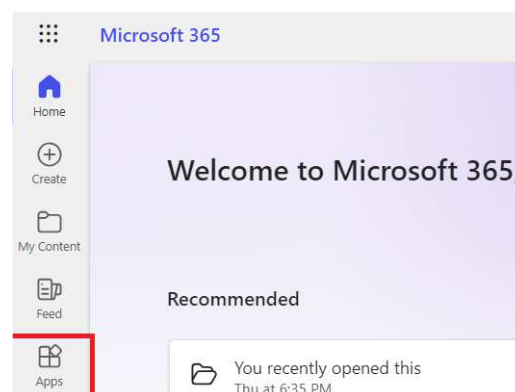 Microsoft 365
Home
Create
My Content
Feed
Apps
Welcome to Microsoft 365,
Recommended
You recently opened this
Thu at 6:35 PM